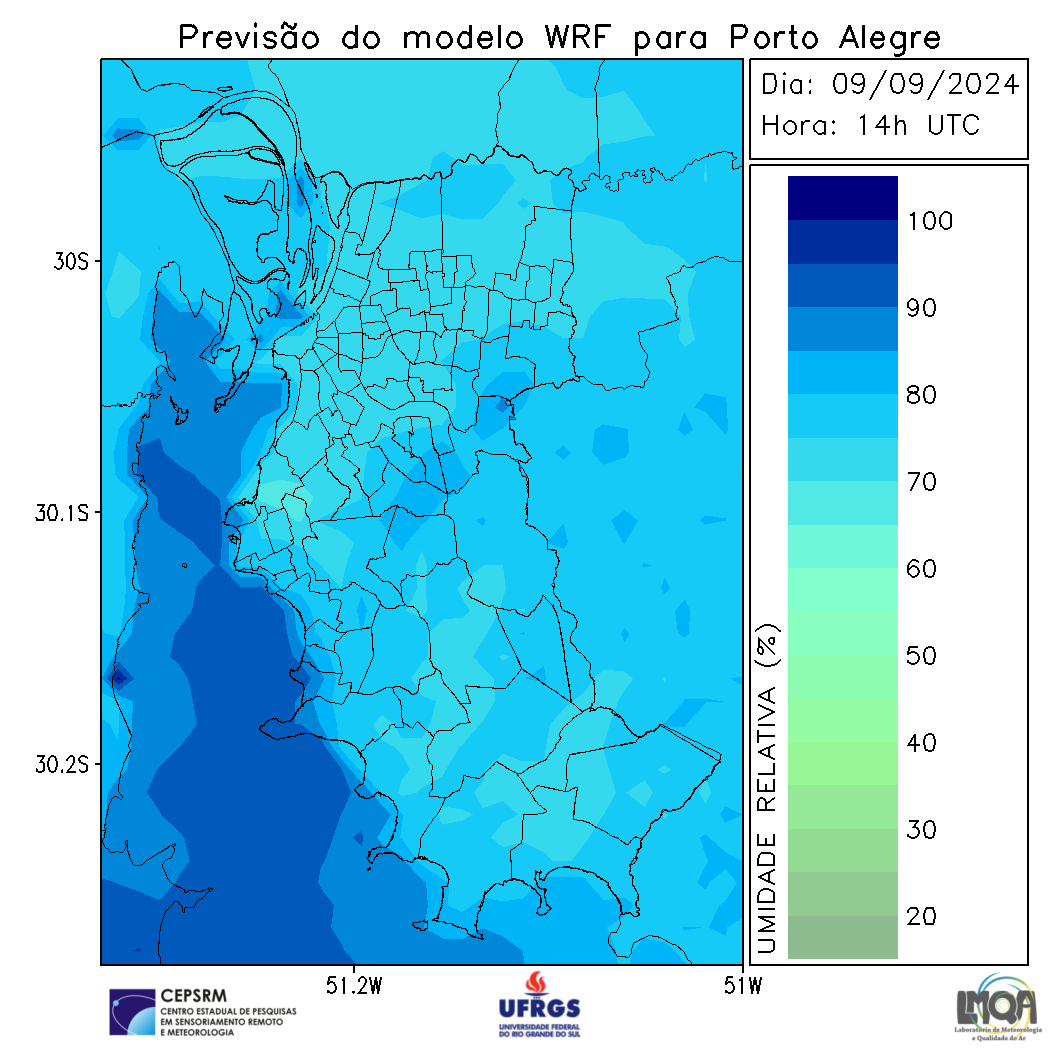 Previsão do modelo WRF para Porto Alegre
Dia: 09/09/2024
Hora: 14h UTC
30S
30.1S
30.2S
51.2W
51W
100
90
80
70
60
50
40
30
20
UMIDADE RELATIVA (%)
CEPSRM
CENTRO ESTADUAL DE PESQUISAS
EM SENSORIAMENTO REMOTO
E METEOROLOGIA
UFRGS
UNIVERSIDADE FEDERAL
DO RIO GRANDE DO SUL
LMQA
Laboratório de Meteorologia
e Qualidade do Ar